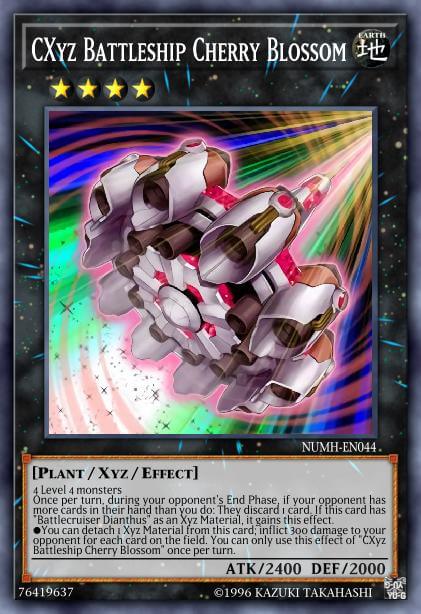 CXyz Battleship Cherry Blossom
EARTH
地
NUMH-EN044
[Plant / Xyz / Effect]
4 Level 4 monsters
Once per turn, during your opponent's End Phase, if your opponent has
more cards in their hand than you do: They discard 1 card. If this card has
"Battlecruiser Dianthus" as an Xyz Material, it gains this effect.
●You can detach 1 Xyz Material from this card; inflict 300 damage to your
opponent for each card on the field. You can only use this effect of "CXyz
Battleship Cherry Blossom" once per turn.
ATK/2400 DEF/2000
76419637
©1996 KAZUKI TAKAHASHI